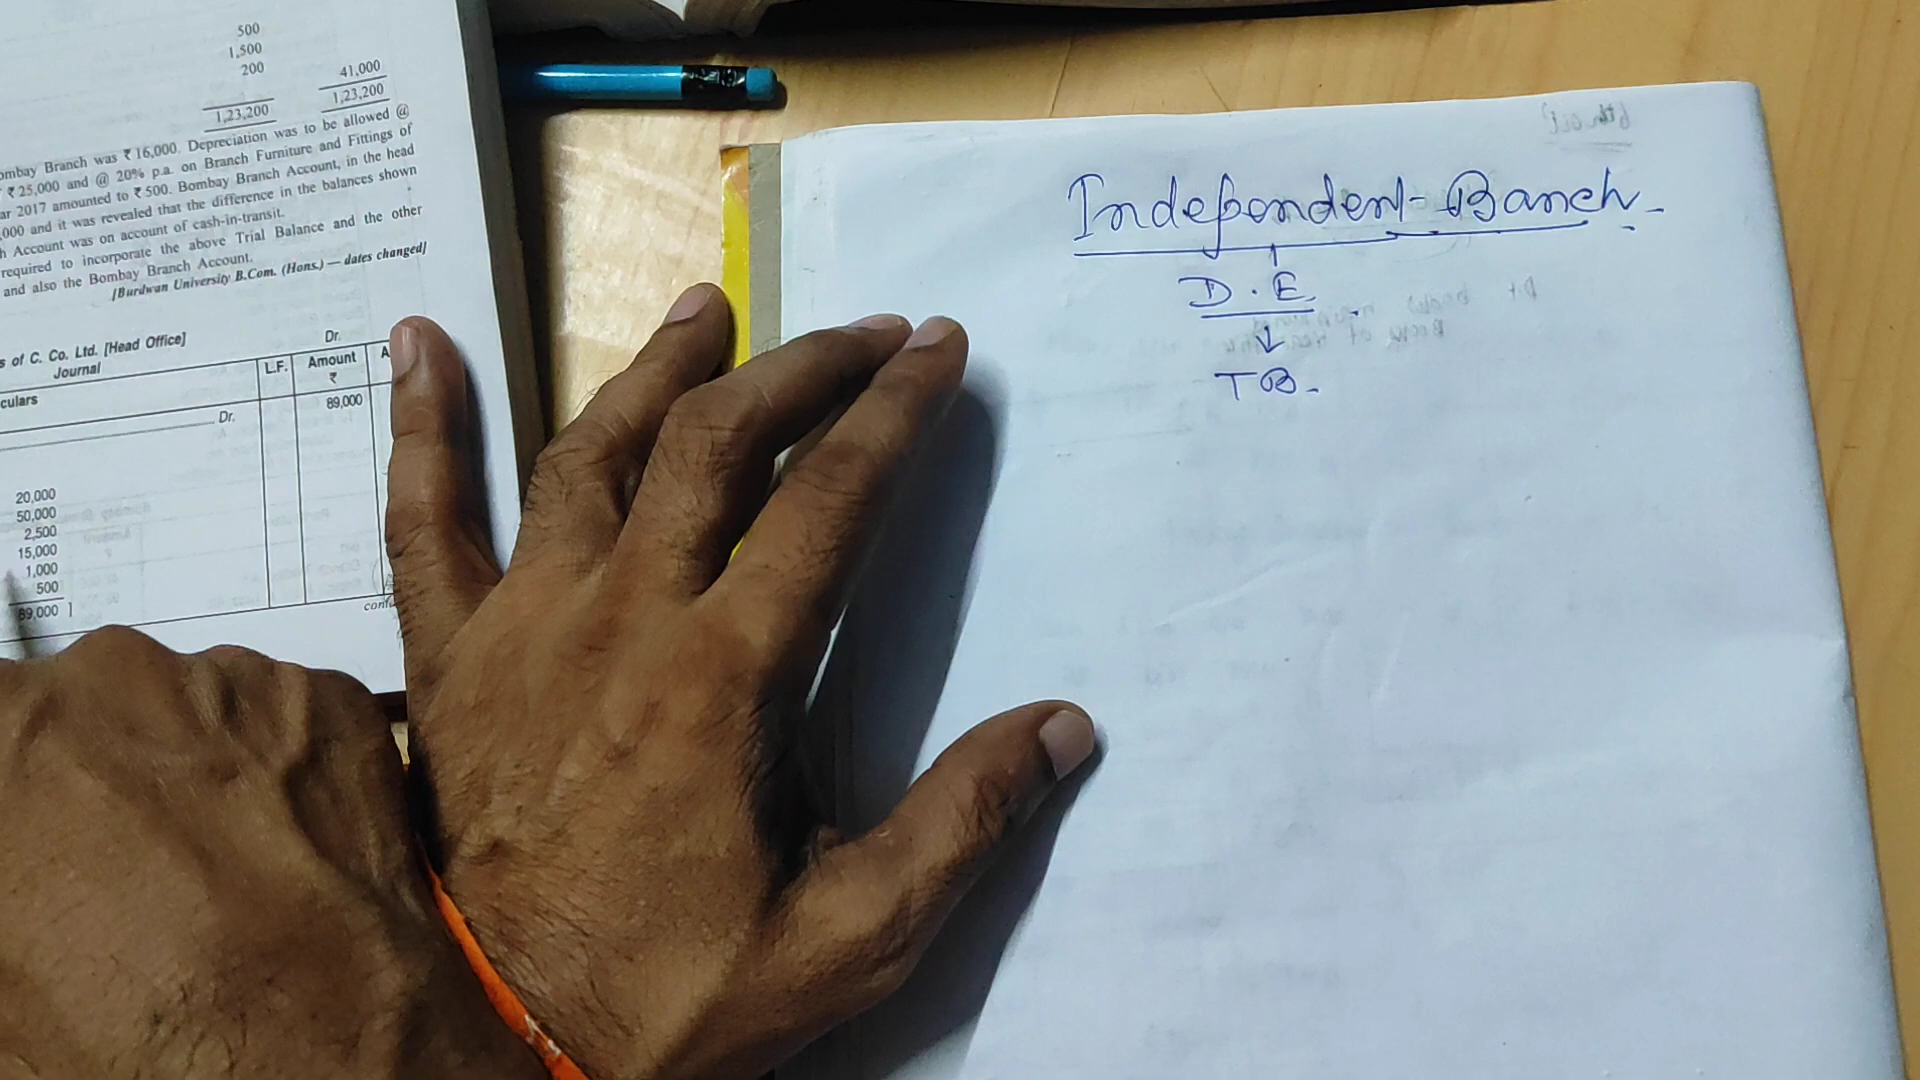 500
1,500
200 41,000
1,23,200 1,23,200
Bombay Branch was ₹ 16,000. Depreciation was to be allowed @
₹ 25,000 and @ 20% p.a. on Branch Furniture and Fittings of
ar 2017 amounted to ₹ 500. Bombay Branch Account, in the head
,000 and it was revealed that the difference in the balances shown
h Account was on account of cash-in-transit.
required to incorporate the above Trial Balance and the other
and also the Bombay Branch Account.
[Burdwan University B.Com. (Hons.) — dates changed]
s of C. Co. Ltd. [Head Office]
Journal Dr.
culars L.F. Amount A
₹
Dr. 89,000
20,000
50,000
2,500
15,000
1,000
500
89,000 ]
Independent-Banch.
D.E.
↓
TB.